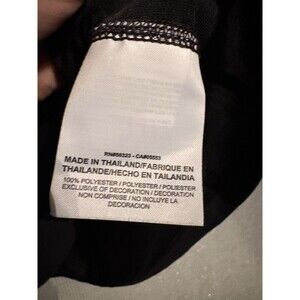 RN#56323 - CA#05553
MADE IN THAILAND/FABRIQUE EN
THAILANDE/HECHO EN TAILANDIA
100% POLYESTER / POLYESTER / POLIESTER
EXCLUSIVE OF DECORATION / DECORATION
NON COMPRISE / NO INCLUYE LA
DECORACION